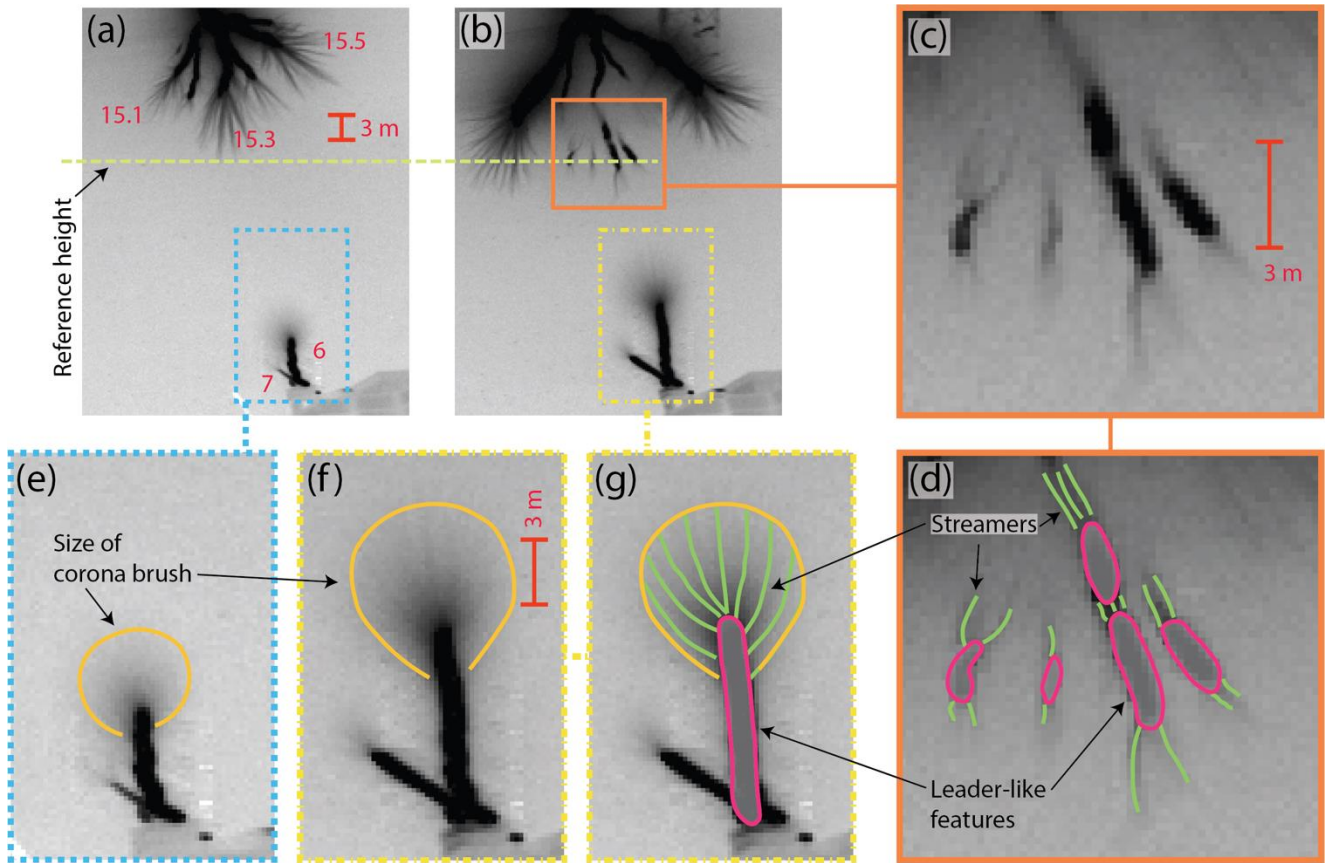 (a)
15.5
15.1
15.3
3 m
Reference height
6
7
(b)
(c)
3 m
(e)
Size of
corona brush
(f)
3 m
(g)
(d)
Streamers
Leader-like
features